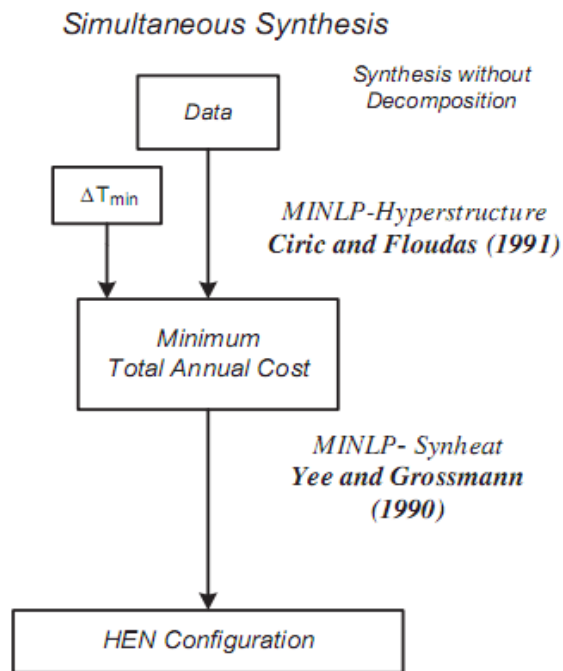 Simultaneous Synthesis
Synthesis without
Decomposition
Data
ΔTmin
MINLP-Hyperstructure
Ciric and Floudas (1991)
Minimum
Total Annual Cost
MINLP- Synheat
Yee and Grossmann
(1990)
HEN Configuration